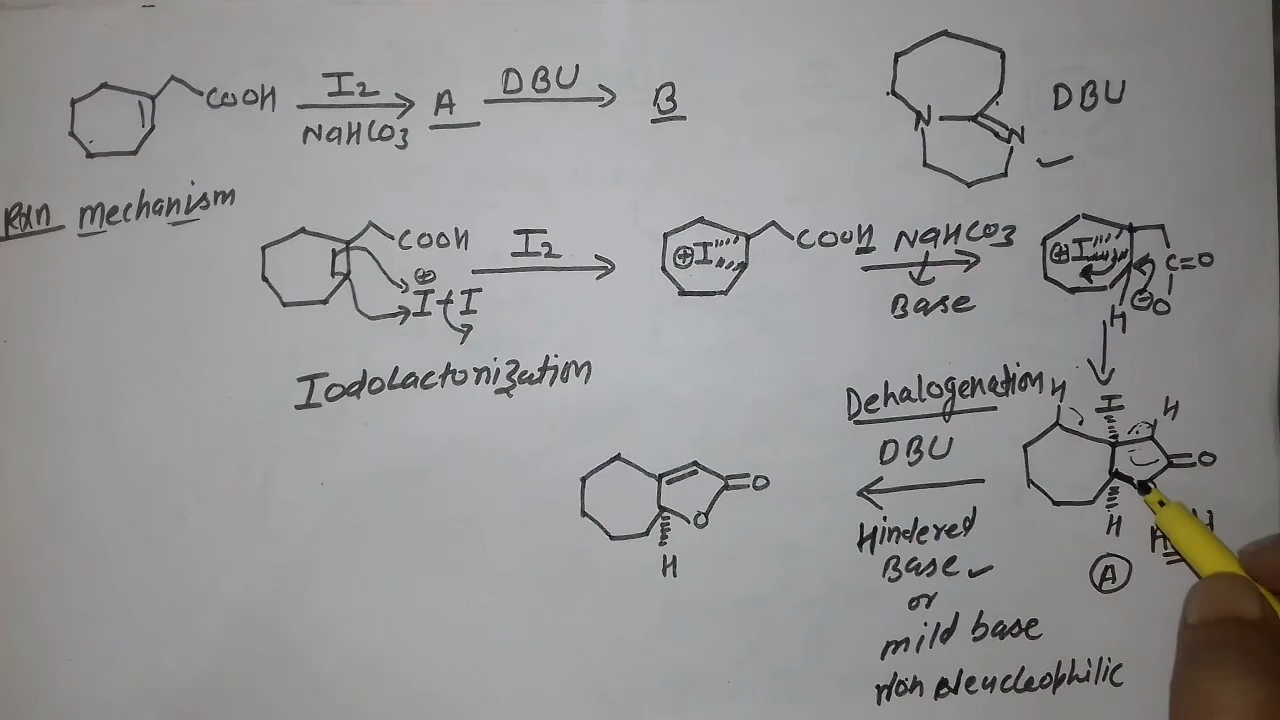 COOH I2 NaHCO3 A DBU B
N N DBU
Rxn mechanism
COOH I2 COOH NaHCO3
⊕ I I ⊕ I Base ⊕ I C=O ⊖O H
Iodolactonization
Dehalogenation H I H
DBU O
O O H
H
Hindered
Base ✓ A
or
mild base
Non Nleucleophilic